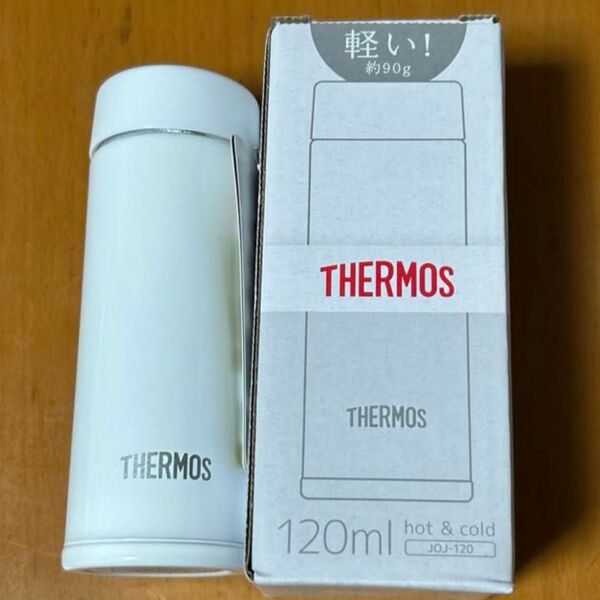 THERMOS
軽い!
約90g
THERMOS
THERMOS
120ml
hot & cold
JOJ-120